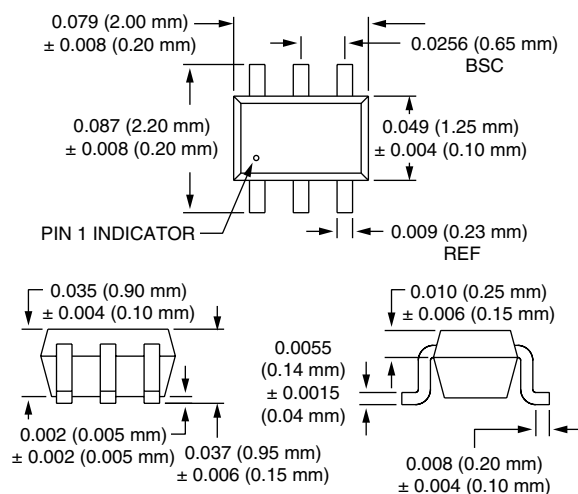 0.079 (2.00 mm)
± 0.008 (0.20 mm)
0.0256 (0.65 mm)
BSC
0.087 (2.20 mm)
± 0.008 (0.20 mm)
0.049 (1.25 mm)
± 0.004 (0.10 mm)
PIN 1 INDICATOR
0.009 (0.23 mm)
REF
0.035 (0.90 mm)
± 0.004 (0.10 mm)
0.002 (0.005 mm)
± 0.002 (0.005 mm)
0.037 (0.95 mm)
± 0.006 (0.15 mm)
0.010 (0.25 mm)
± 0.006 (0.15 mm)
0.0055
(0.14 mm)
± 0.0015
(0.04 mm)
0.008 (0.20 mm)
± 0.004 (0.10 mm)